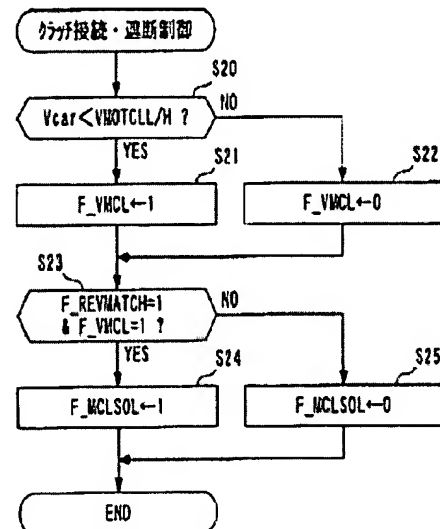 クラッチ接続・遮断制御
S20
Vcar<VMOTCLL/H ?
NO
YES
S21
S22
F_VMCL←1
F_VMCL←0
S23
F_REVMATCH=1
& F_VMCL=1 ?
NO
YES
S24
S25
F_MCLSOL←1
F_MCLSOL←0
END